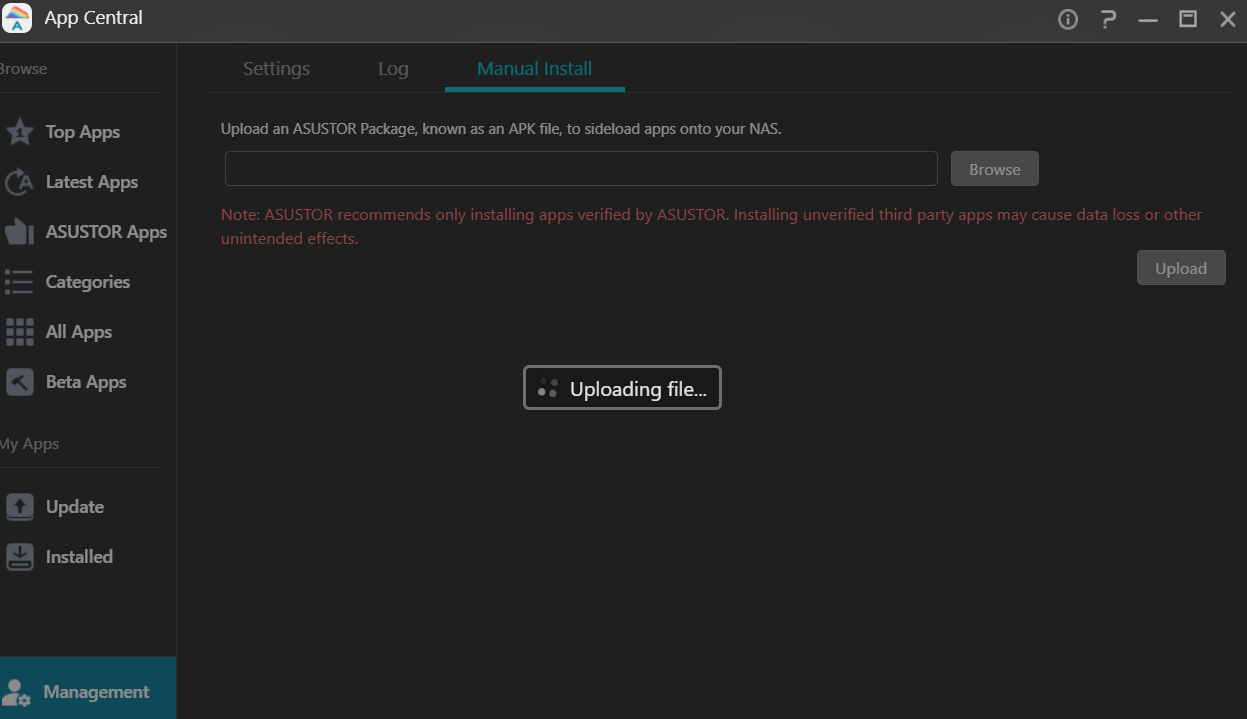 App Central
Browse
Top Apps
Latest Apps
ASUSTOR Apps
Categories
All Apps
Beta Apps
My Apps
Update
Installed
Management
Settings
Log
Manual Install
Upload an ASUSTOR Package, known as an APK file, to sideload apps onto your NAS.
Browse
Note: ASUSTOR recommends only installing apps verified by ASUSTOR. Installing unverified third party apps may cause data loss or other
unintended effects.
Upload
Uploading file...